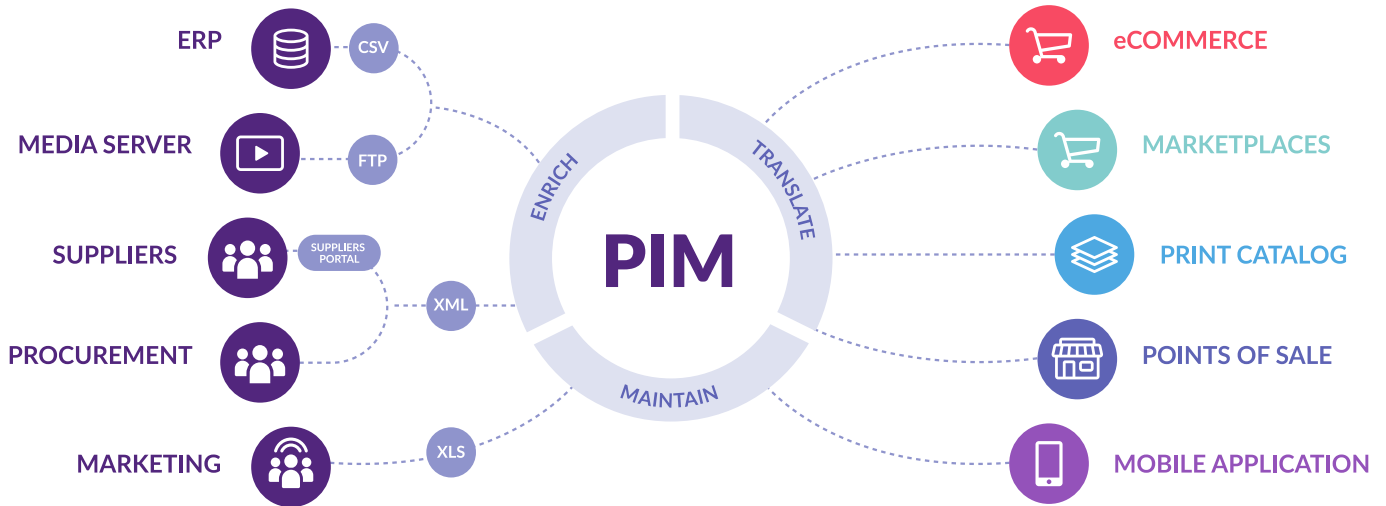 ERP
CSV
eCOMMERCE
MEDIA SERVER
FTP
MARKETPLACES
ENRICH
TRANSLATE
SUPPLIERS
SUPPLIERS
PORTAL
PIM
PRINT CATALOG
XML
PROCUREMENT
POINTS OF SALE
MAINTAIN
MARKETING
XLS
MOBILE APPLICATION